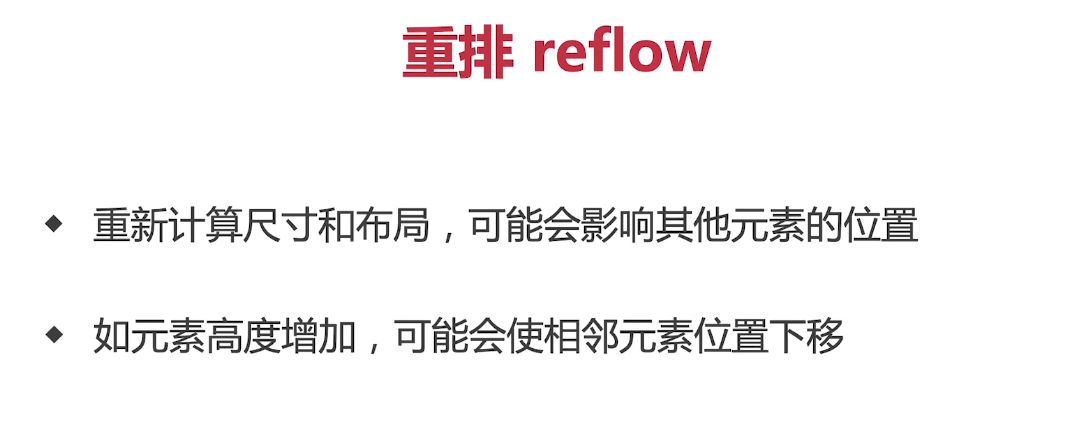 重排 reflow
◆ 重新计算尺寸和布局，可能会影响其他元素的位置
◆ 如元素高度增加，可能会使相邻元素位置下移